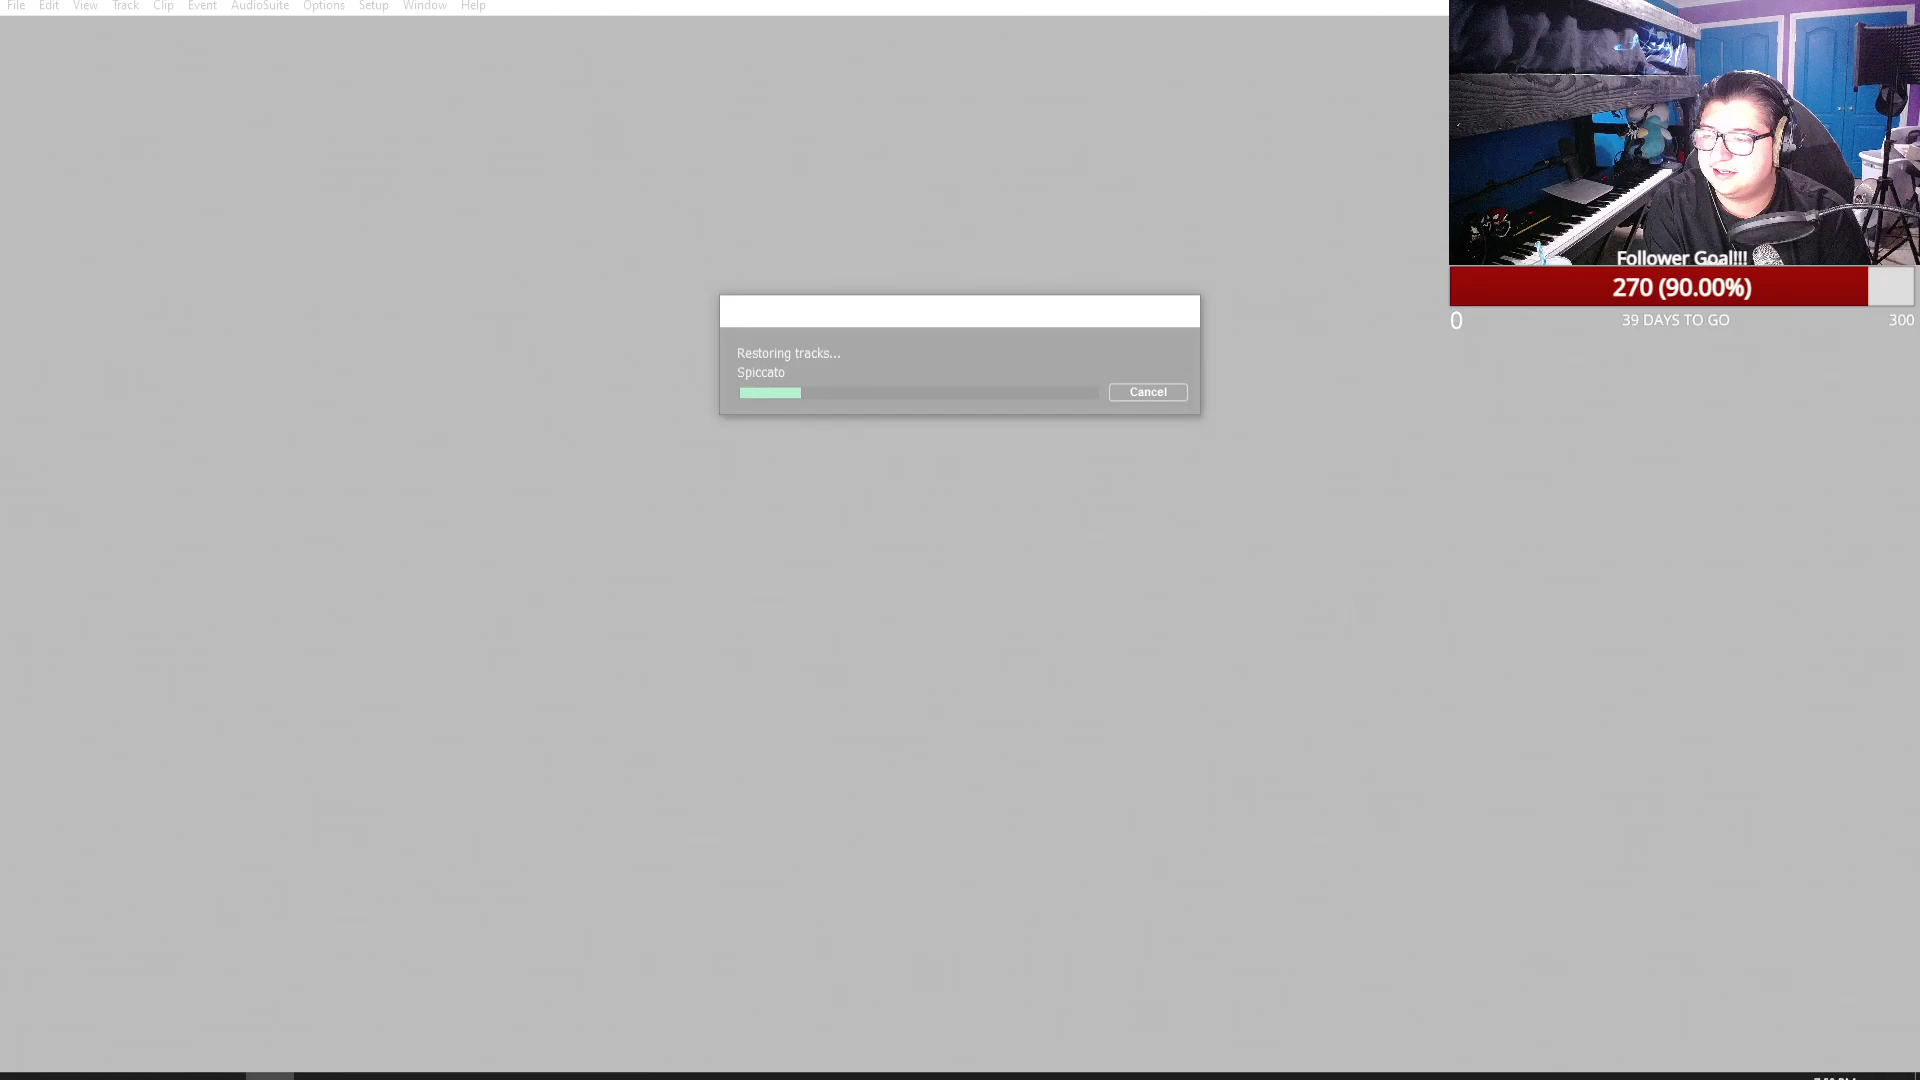 File Edit View Track Clip Event AudioSuite Options Setup Window Help
Restoring tracks...
Spiccato
Cancel
Follower Goal!!!
270 (90.00%)
0 39 DAYS TO GO 300